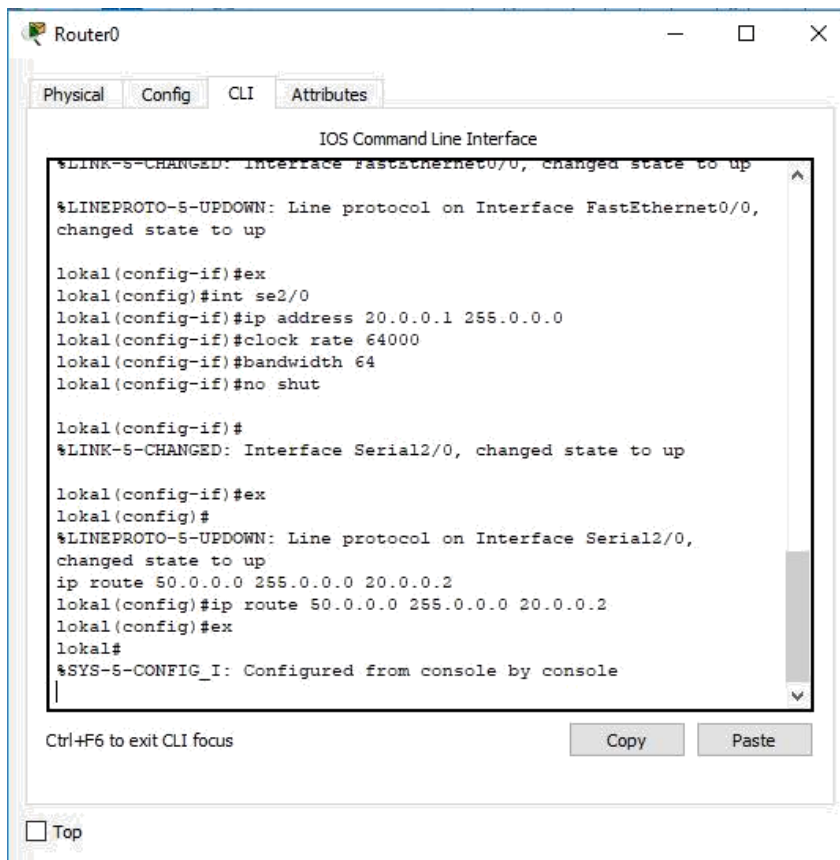 Router0
Physical Config CLI Attributes
IOS Command Line Interface
%LINK-5-CHANGED: Interface FastEthernet0/0, changed state to up
%LINEPROTO-5-UPDOWN: Line protocol on Interface FastEthernet0/0,
changed state to up
lokal(config-if)#ex
lokal(config)#int se2/0
lokal(config-if)#ip address 20.0.0.1 255.0.0.0
lokal(config-if)#clock rate 64000
lokal(config-if)#bandwidth 64
lokal(config-if)#no shut
lokal(config-if)#
%LINK-5-CHANGED: Interface Serial2/0, changed state to up
lokal(config-if)#ex
lokal(config)#
%LINEPROTO-5-UPDOWN: Line protocol on Interface Serial2/0,
changed state to up
ip route 50.0.0.0 255.0.0.0 20.0.0.2
lokal(config)#ip route 50.0.0.0 255.0.0.0 20.0.0.2
lokal(config)#ex
lokal#
%SYS-5-CONFIG_I: Configured from console by console
Ctrl+F6 to exit CLI focus
Copy Paste
Top